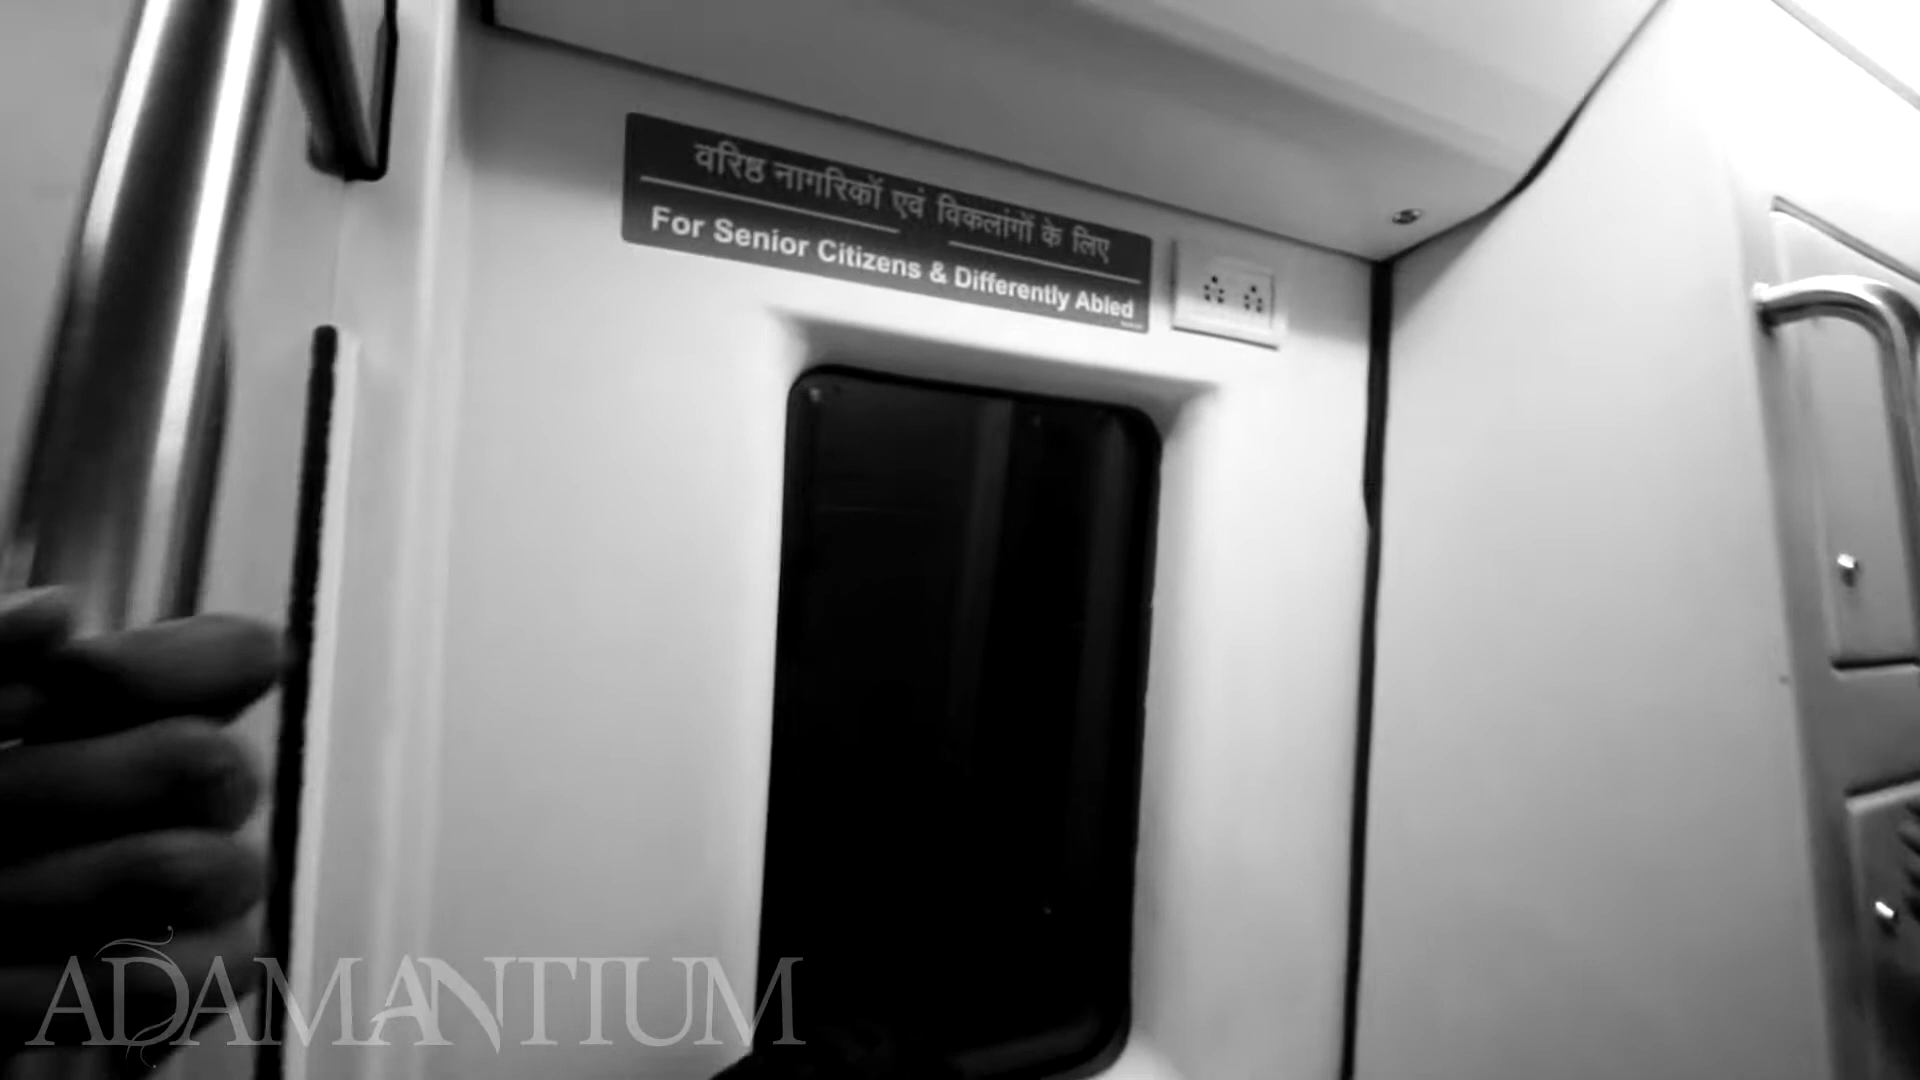 वरिष्ठ नागरिकों एवं विकलांगों के लिए
For Senior Citizens & Differently Abled
ADAMANTIUM